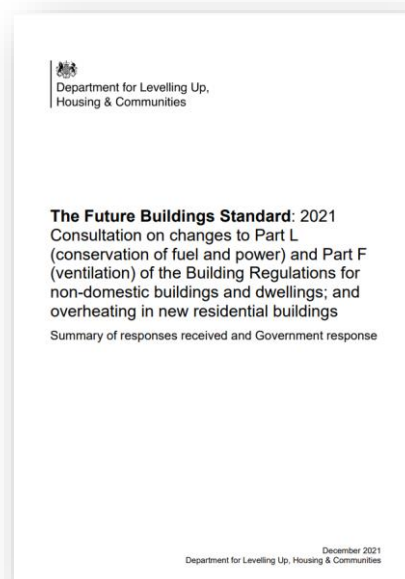 Department for Levelling Up,
Housing & Communities
The Future Buildings Standard: 2021
Consultation on changes to Part L
(conservation of fuel and power) and Part F
(ventilation) of the Building Regulations for
non-domestic buildings and dwellings; and
overheating in new residential buildings
Summary of responses received and Government response
December 2021
Department for Levelling Up, Housing & Communities